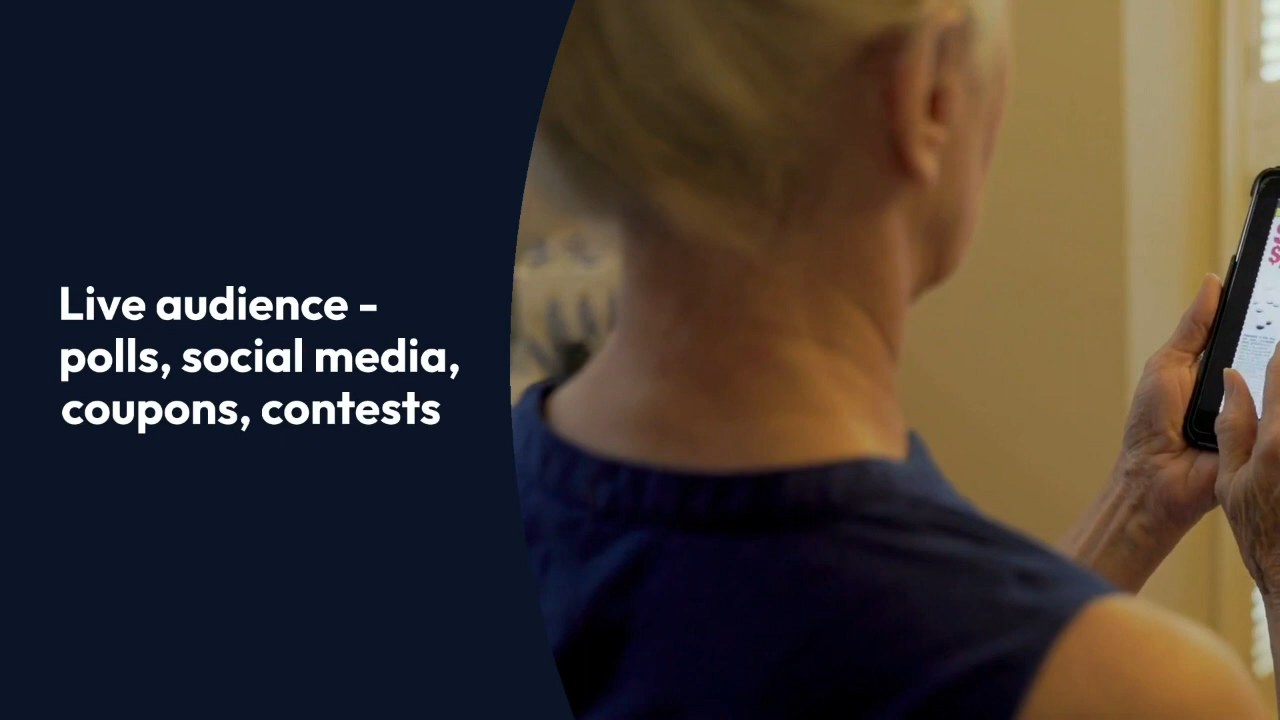 Live audience -
polls, social media,
coupons, contests